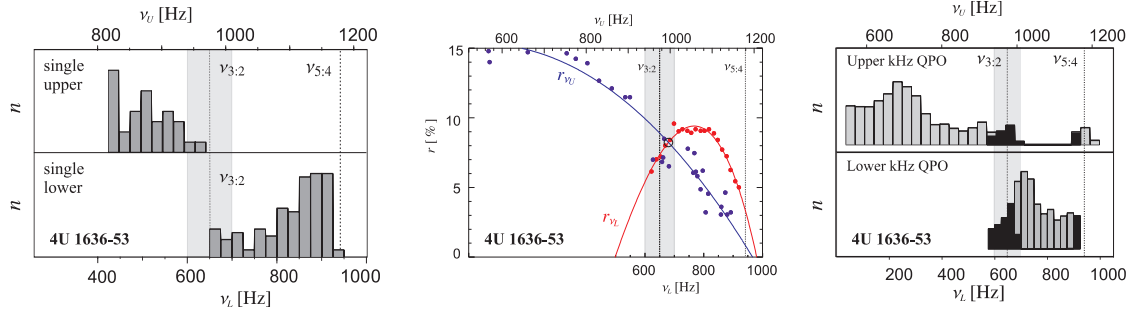 ν_U [Hz]
800 1000 1200
single
upper
ν_3:2
ν_5:4
n
single
lower
ν_3:2
n
4U 1636-53
400 600 800 1000
ν_L [Hz]
ν_U [Hz]
600 800 1000 1200
15
10
5
0
r [%]
r_νU
ν_3:2
ν_5:4
r_νL
4U 1636-53
600 800 1000
ν_L [Hz]
ν_U [Hz]
600 800 1000 1200
Upper kHz QPO
ν_3:2
ν_5:4
n
Lower kHz QPO
n
4U 1636-53
200 400 600 800 1000
ν_L [Hz]